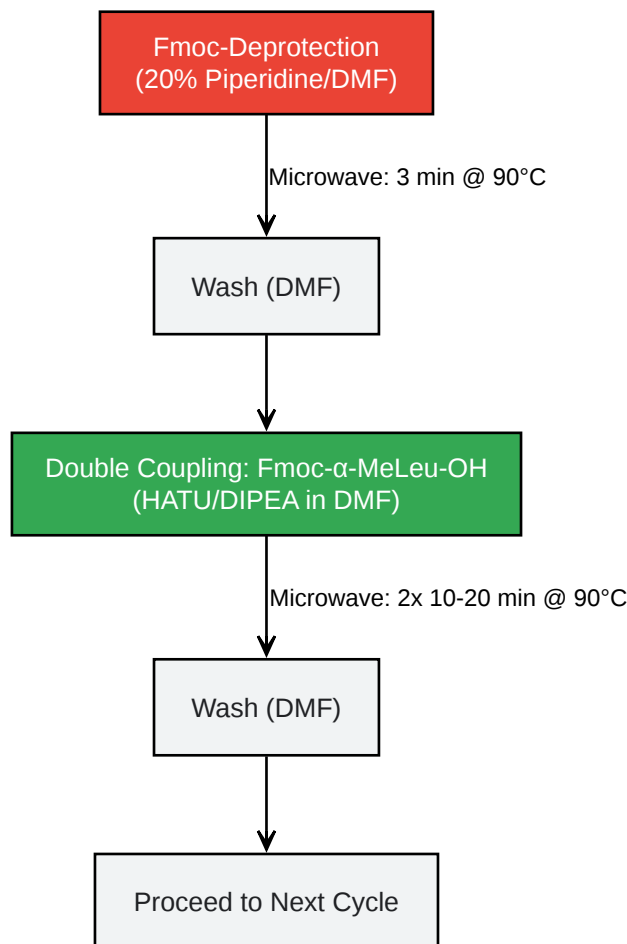 Fmoc-Deprotection
(20% Piperidine/DMF)
Microwave: 3 min @ 90°C
Wash (DMF)
Double Coupling: Fmoc-α-MeLeu-OH
(HATU/DIPEA in DMF)
Microwave: 2x 10-20 min @ 90°C
Wash (DMF)
Proceed to Next Cycle